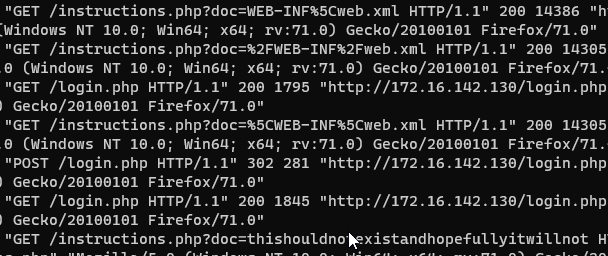 "GET /instructions.php?doc=WEB-INF%5Cweb.xml HTTP/1.1" 200 14386 "h
(Windows NT 10.0; Win64; x64; rv:71.0) Gecko/20100101 Firefox/71.0"
"GET /instructions.php?doc=%2FWEB-INF%2Fweb.xml HTTP/1.1" 200 14305
.0 (Windows NT 10.0; Win64; x64; rv:71.0) Gecko/20100101 Firefox/71.
"GET /login.php HTTP/1.1" 200 1795 "http://172.16.142.130/login.php
) Gecko/20100101 Firefox/71.0"
"GET /instructions.php?doc=%5CWEB-INF%5Cweb.xml HTTP/1.1" 200 14305
.0 (Windows NT 10.0; Win64; x64; rv:71.0) Gecko/20100101 Firefox/71.
"POST /login.php HTTP/1.1" 302 281 "http://172.16.142.130/login.php
) Gecko/20100101 Firefox/71.0"
"GET /login.php HTTP/1.1" 200 1845 "http://172.16.142.130/login.php
) Gecko/20100101 Firefox/71.0"
"GET /instructions.php?doc=thishouldnotexistandhopefullyitwillnot H